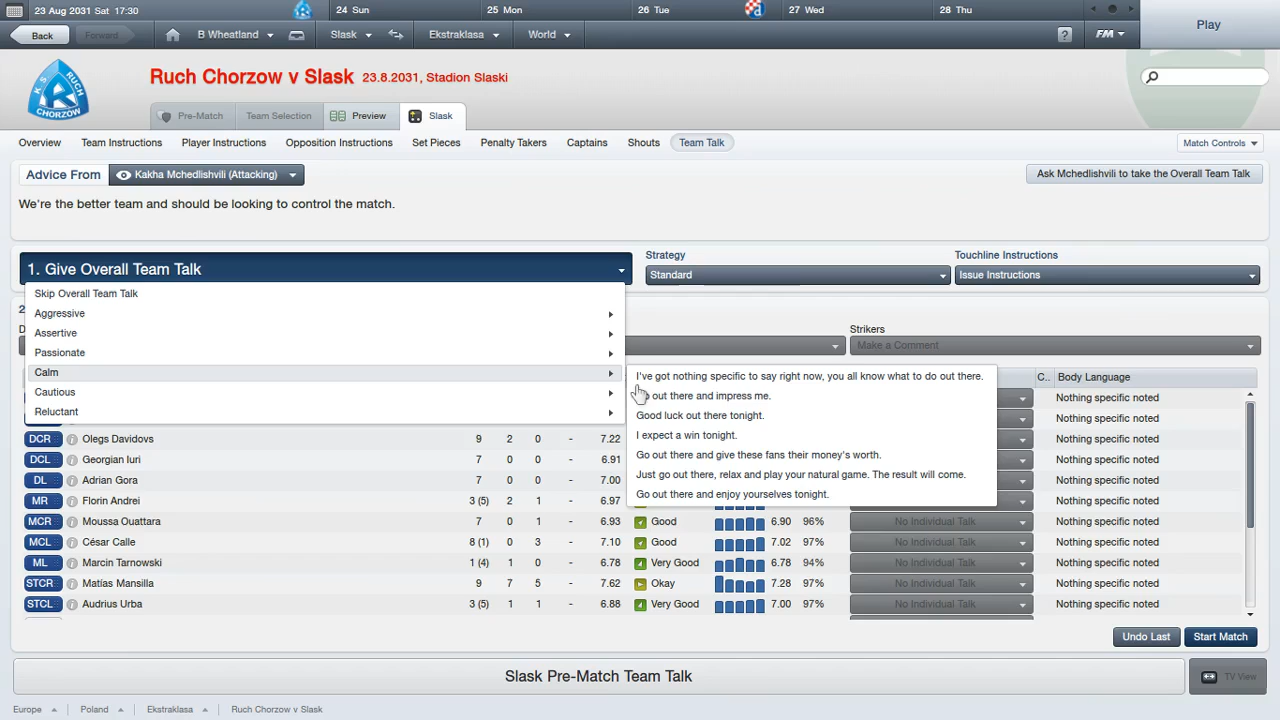 23 Aug 2031 Sat 17:30
24 Sun
25 Mon
26 Tue
27 Wed
28 Thu
Back
Forward
B Wheatland
Slask
Ekstraklasa
World
?
FM
Play
K.S.
RUCH
CHORZOW
Ruch Chorzow v Slask
23.8.2031, Stadion Slaski
Pre-Match
Team Selection
Preview
Slask
Overview
Team Instructions
Player Instructions
Opposition Instructions
Set Pieces
Penalty Takers
Captains
Shouts
Team Talk
Match Controls
Advice From
Kakha Mchedlishvili (Attacking)
Ask Mchedlishvili to take the Overall Team Talk
We're the better team and should be looking to control the match.
1. Give Overall Team Talk
Strategy
Standard
Touchline Instructions
Issue Instructions
Skip Overall Team Talk
Aggressive
Assertive
Passionate
Calm
Cautious
Reluctant
I've got nothing specific to say right now, you all know what to do out there.
out there and impress me.
Good luck out there tonight.
I expect a win tonight.
Go out there and give these fans their money's worth.
Just go out there, relax and play your natural game. The result will come.
Go out there and enjoy yourselves tonight.
Strikers
Make a Comment
C.. Body Language
Nothing specific noted
Nothing specific noted
DCR Olegs Davidovs 9 2 0 - 7.22 Nothing specific noted
DCL Georgian Iuri 7 0 0 - 6.91 Nothing specific noted
DL Adrian Gora 7 0 0 - 7.00 Nothing specific noted
MR Florin Andrei 3 (5) 2 1 - 6.97 Nothing specific noted
MCR Moussa Ouattara 7 0 1 - 6.93 Good 6.90 96% No Individual Talk Nothing specific noted
MCL César Calle 8 (1) 0 3 - 7.10 Good 7.02 97% No Individual Talk Nothing specific noted
ML Marcin Tarnowski 1 (4) 1 0 - 6.78 Very Good 6.78 94% No Individual Talk Nothing specific noted
STCR Matías Mansilla 9 7 5 - 7.62 Okay 7.28 97% No Individual Talk Nothing specific noted
STCL Audrius Urba 3 (5) 1 1 - 6.88 Very Good 7.00 97% No Individual Talk Nothing specific noted
Undo Last
Start Match
Slask Pre-Match Team Talk
TV View
Europe
Poland
Ekstraklasa
Ruch Chorzow v Slask